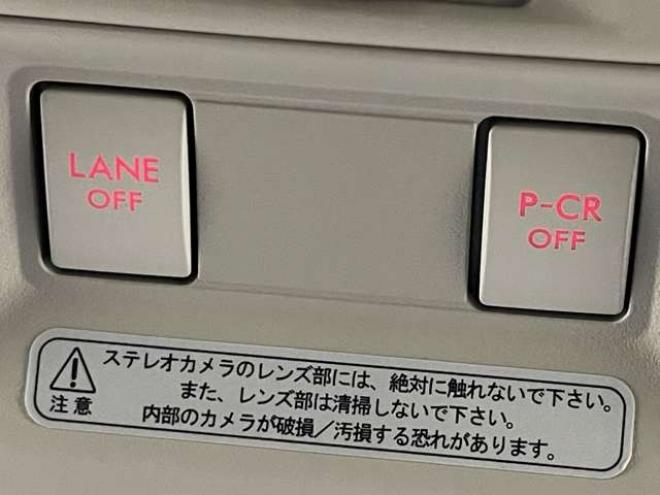 LANE
OFF
P-CR
OFF
注意
ステレオカメラのレンズ部には、絶対に触れないで下さい。
また、レンズ部は清掃しないで下さい。
内部のカメラが破損／汚損する恐れがあります。